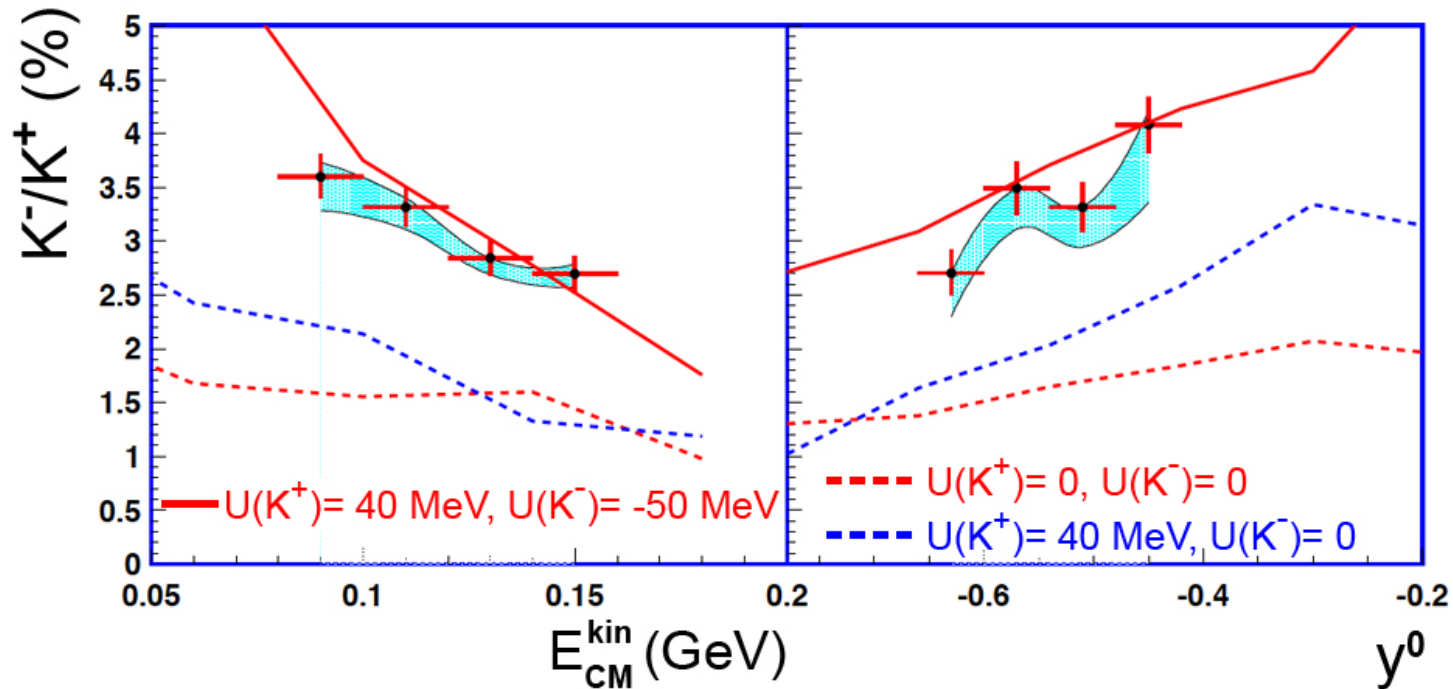 K⁻/K⁺ (%)
5
4.5
4
3.5
3
2.5
2
1.5
1
0.5
0
U(K⁺)= 40 MeV, U(K⁻)= -50 MeV
U(K⁺)= 0, U(K⁻)= 0
U(K⁺)= 40 MeV, U(K⁻)= 0
0.05 0.1 0.15 0.2 -0.6 -0.4 -0.2
E_CM^kin (GeV) y⁰